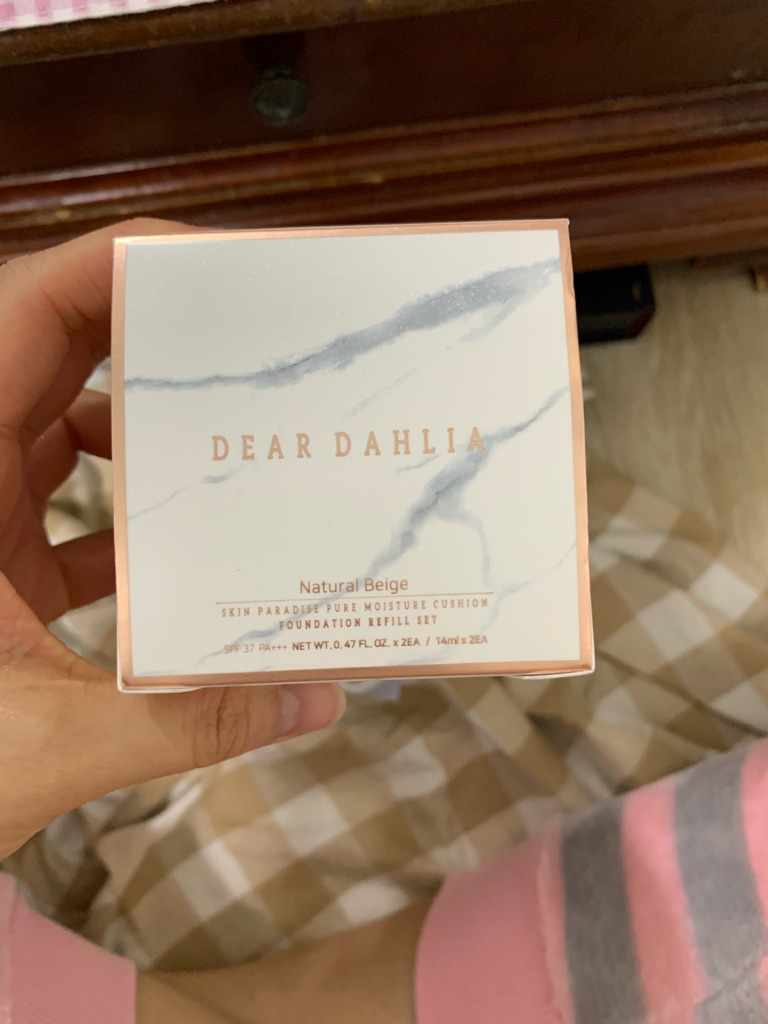 DEAR DAHLIA
Natural Beige
SKIN PARADISE PURE MOISTURE CUSHION
FOUNDATION REFILL SET
SPF 37 PA+++ NET WT. 0.47 FL. OZ. x 2EA / 14ml x 2EA